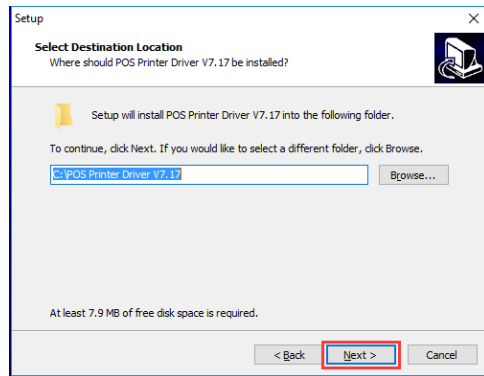 Setup
Select Destination Location
Where should POS Printer Driver V7.17 be installed?
Setup will install POS Printer Driver V7.17 into the following folder.
To continue, click Next. If you would like to select a different folder, click Browse.
C:\POS Printer Driver V7.17
Browse...
At least 7.9 MB of free disk space is required.
< Back
Next >
Cancel